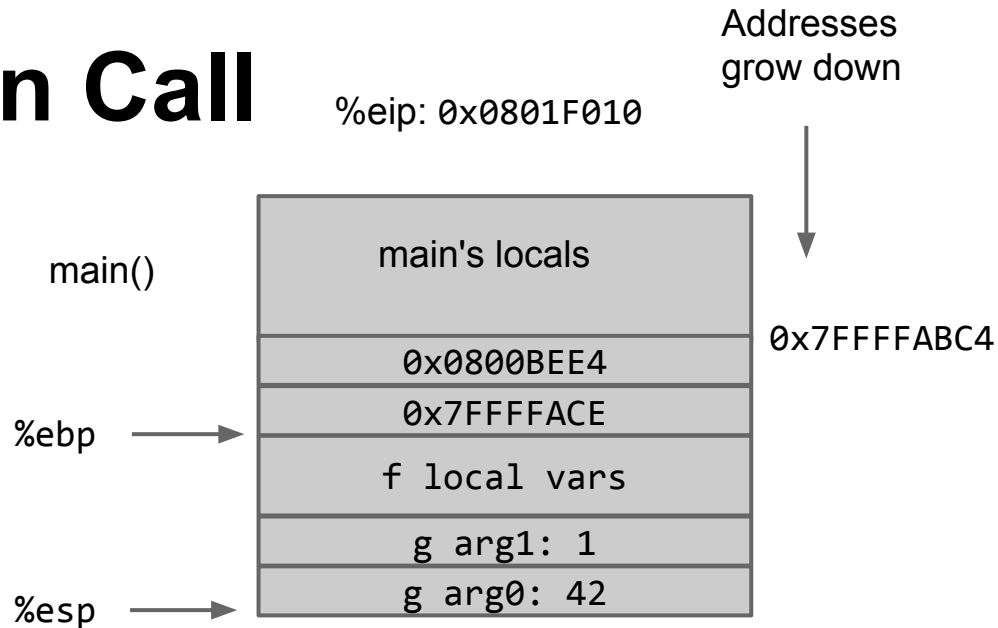 n Call
Addresses
grow down
%eip: 0x0801F010
main()
main's locals
0x7FFFFABC4
0x0800BEE4
0x7FFFFACE
%ebp
f local vars
g arg1: 1
g arg0: 42
%esp